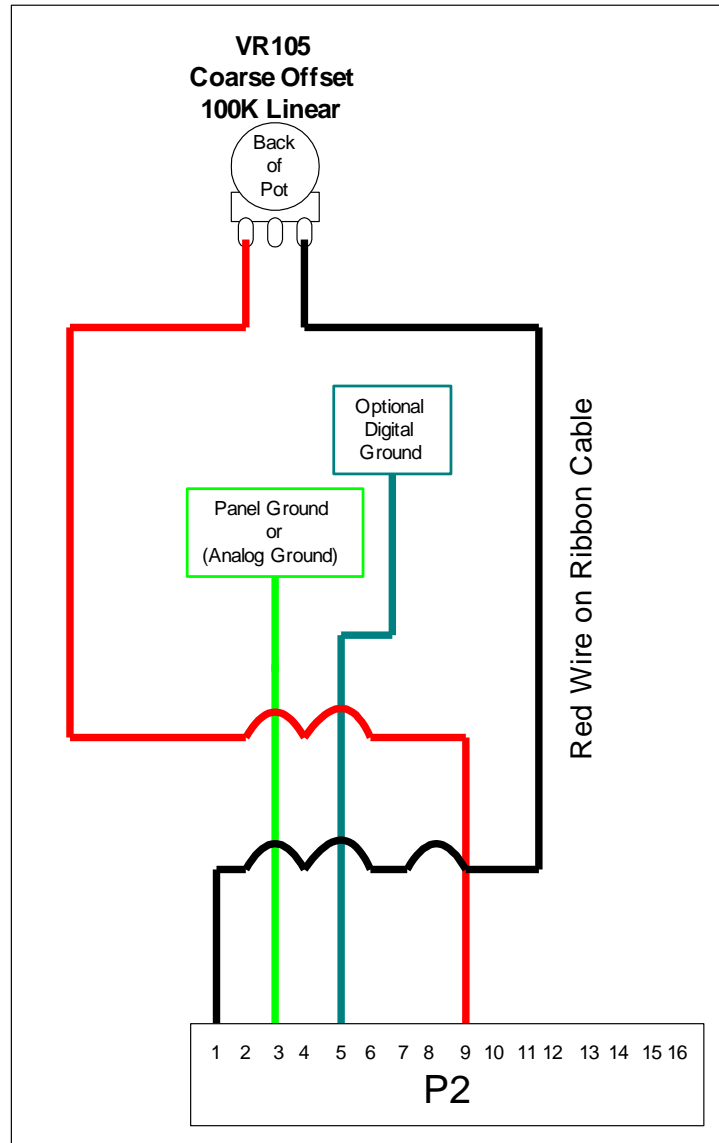 VR105
Coarse Offset
100K Linear
Back
of
Pot
Optional
Digital
Ground
Panel Ground
or
(Analog Ground)
Red Wire on Ribbon Cable
1 2 3 4 5 6 7 8 9 10 11 12 13 14 15 16
P2